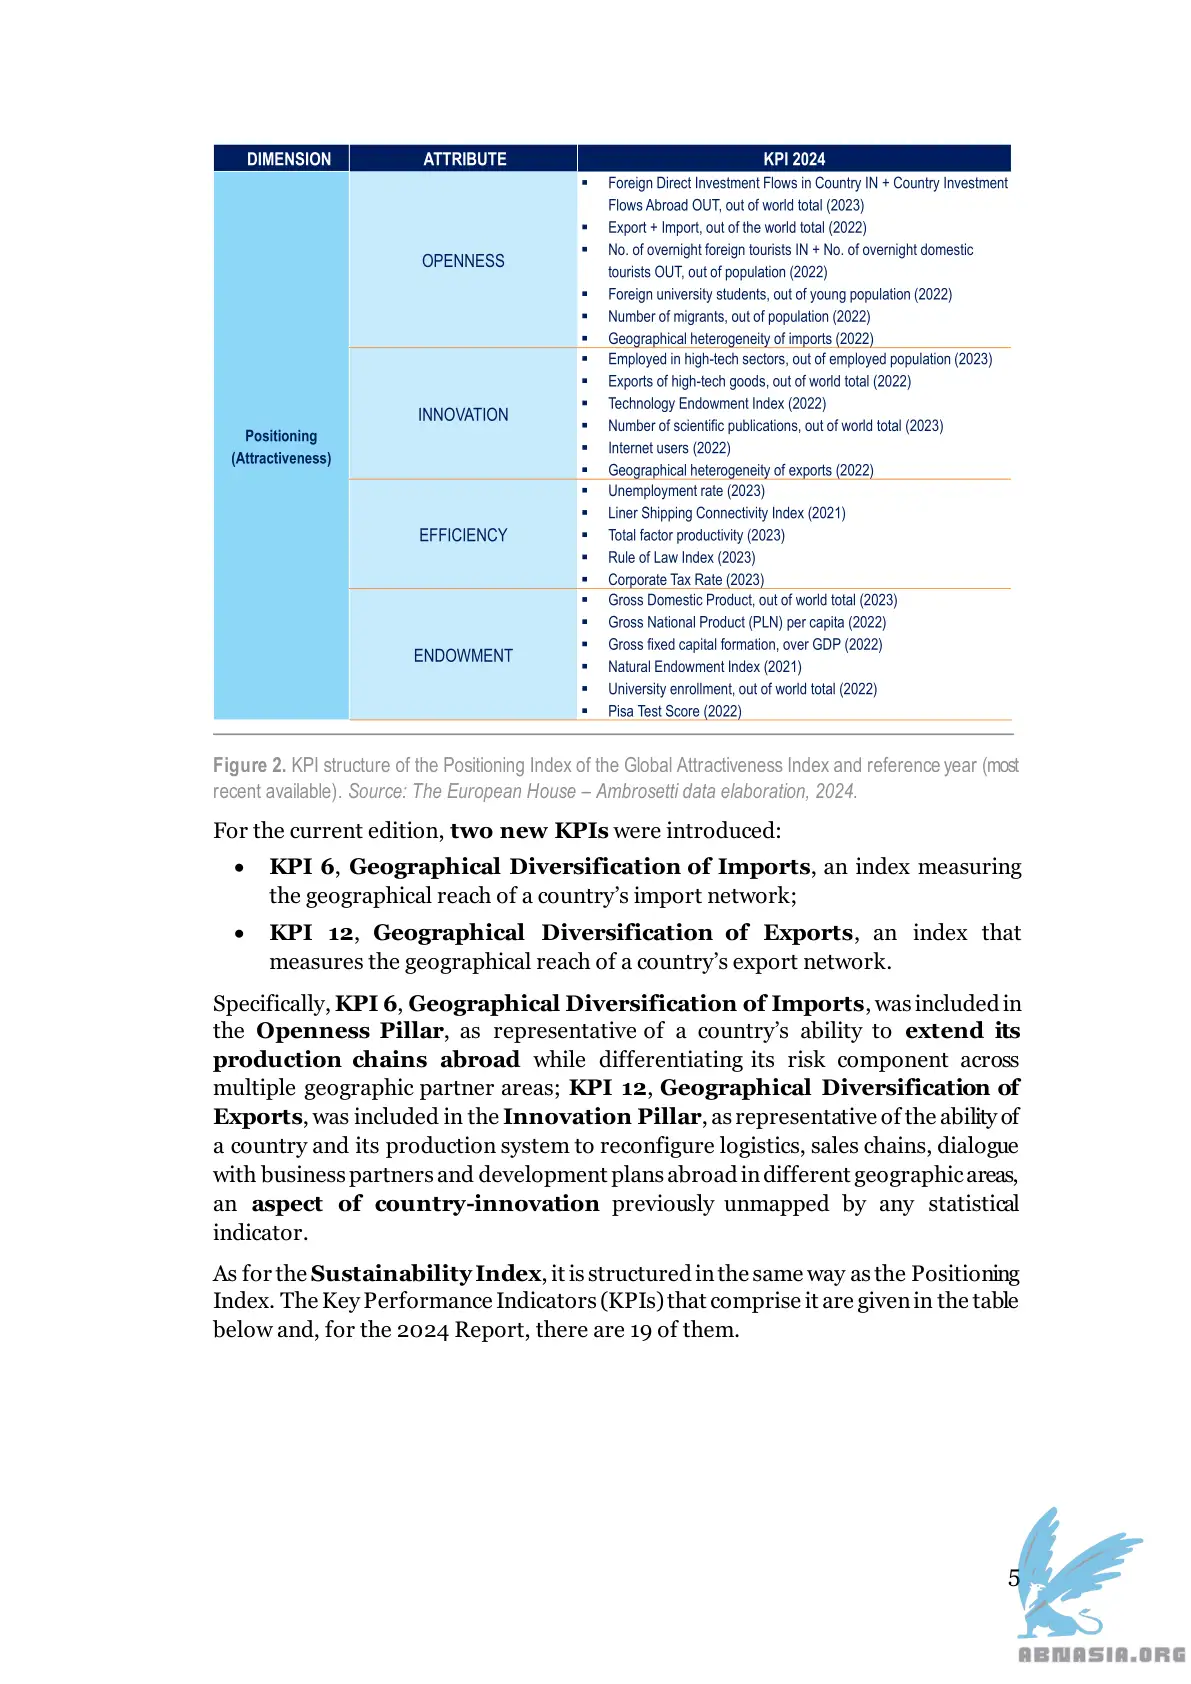 DIMENSION ATTRIBUTE KPI 2024
Positioning
(Attractiveness)
OPENNESS
▪ Foreign Direct Investment Flows in Country IN + Country Investment
Flows Abroad OUT, out of world total (2023)
▪ Export + Import, out of the world total (2022)
▪ No. of overnight foreign tourists IN + No. of overnight domestic
tourists OUT, out of population (2022)
▪ Foreign university students, out of young population (2022)
▪ Number of migrants, out of population (2022)
▪ Geographical heterogeneity of imports (2022)
INNOVATION
▪ Employed in high-tech sectors, out of employed population (2023)
▪ Exports of high-tech goods, out of world total (2022)
▪ Technology Endowment Index (2022)
▪ Number of scientific publications, out of world total (2023)
▪ Internet users (2022)
▪ Geographical heterogeneity of exports (2022)
EFFICIENCY
▪ Unemployment rate (2023)
▪ Liner Shipping Connectivity Index (2021)
▪ Total factor productivity (2023)
▪ Rule of Law Index (2023)
▪ Corporate Tax Rate (2023)
ENDOWMENT
▪ Gross Domestic Product, out of world total (2023)
▪ Gross National Product (PLN) per capita (2022)
▪ Gross fixed capital formation, over GDP (2022)
▪ Natural Endowment Index (2021)
▪ University enrollment, out of world total (2022)
▪ Pisa Test Score (2022)
Figure 2. KPI structure of the Positioning Index of the Global Attractiveness Index and reference year (most
recent available). Source: The European House – Ambrosetti data elaboration, 2024.
For the current edition, two new KPIs were introduced:
• KPI 6, Geographical Diversification of Imports, an index measuring
the geographical reach of a country’s import network;
• KPI 12, Geographical Diversification of Exports, an index that
measures the geographical reach of a country’s export network.
Specifically, KPI 6, Geographical Diversification of Imports, was included in
the Openness Pillar, as representative of a country’s ability to extend its
production chains abroad while differentiating its risk component across
multiple geographic partner areas; KPI 12, Geographical Diversification of
Exports, was included in the Innovation Pillar, as representative of the ability of
a country and its production system to reconfigure logistics, sales chains, dialogue
with business partners and development plans abroad in different geographic areas,
an aspect of country-innovation previously unmapped by any statistical
indicator.
As for the Sustainability Index, it is structured in the same way as the Positioning
Index. The Key Performance Indicators (KPIs) that comprise it are given in the table
below and, for the 2024 Report, there are 19 of them.
5
ABNASIA.ORG